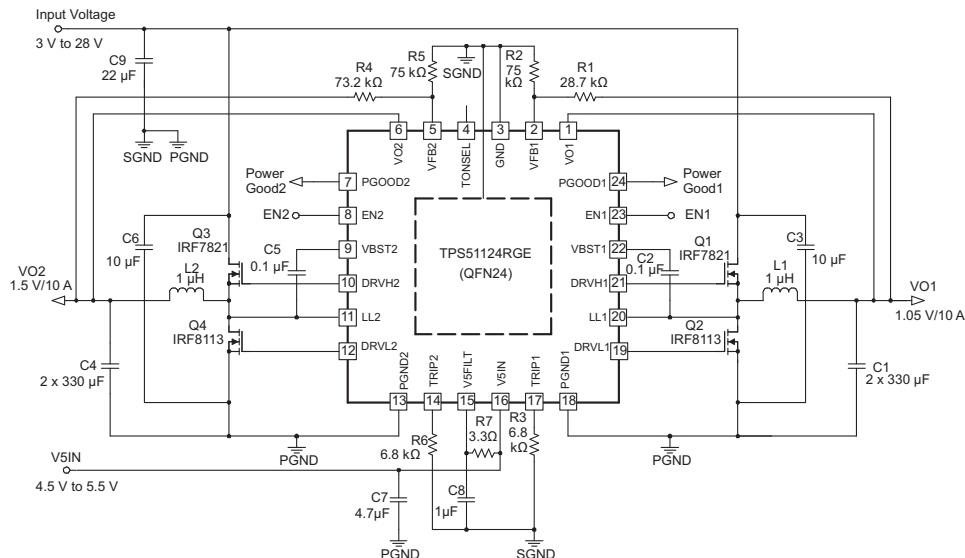 Input Voltage
3 V to 28 V
C9
22 μF
SGND
PGND
R4
73.2 kΩ
R5
75 kΩ
SGND
R2
75
kΩ
R1
28.7 kΩ
6
5
4
3
2
1
VO2
VFB2
TONSEL
GND
VFB1
VO1
Power
Good2
7
PGOOD2
PGOOD1
24
Power
Good1
EN2
8
EN2
EN1
23
EN1
C6
10 μF
Q3
IRF7821
C5
0.1 μF
9
VBST2
TPS51124RGE
(QFN24)
VBST1
22
C2
0.1 μF
Q1
IRF7821
C3
10 μF
VO2
1.5 V/10 A
L2
1 μH
10
DRVH2
DRVH1
21
L1
1 μH
VO1
1.05 V/10 A
11
LL2
LL1
20
Q4
IRF8113
12
DRVL2
DRVL1
19
Q2
IRF8113
C4
2 x 330 μF
C1
2 x 330 μF
PGND2
TRIP2
V5FILT
V5IN
TRIP1
PGND1
13
14
15
16
17
18
PGND
R6
6.8 kΩ
R7
3.3Ω
R3
6.8
kΩ
PGND
V5IN
4.5 V to 5.5 V
C7
4.7μF
C8
1μF
PGND
SGND